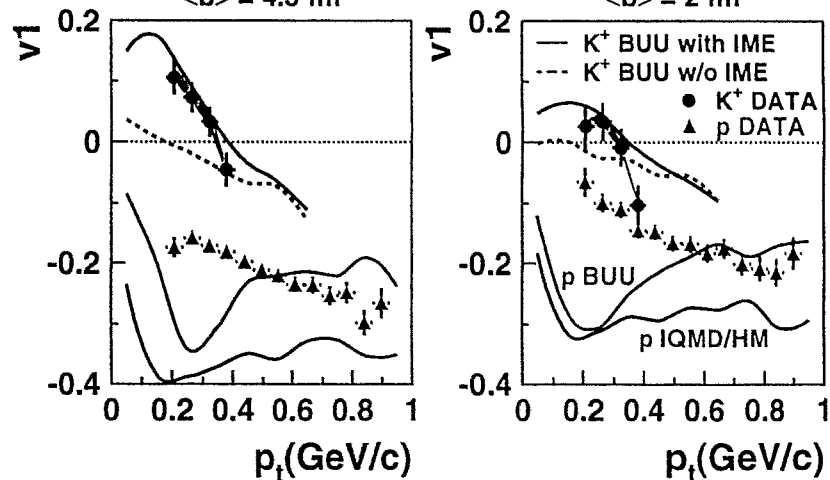 v1
0.2
0
-0.2
-0.4
0 0.2 0.4 0.6 0.8 1
p_t(GeV/c)
v1
0.2
K⁺ BUU with IME
K⁺ BUU w/o IME
K⁺ DATA
p DATA
0
-0.2
p BUU
p IQMD/HM
-0.4
0 0.2 0.4 0.6 0.8 1
p_t(GeV/c)